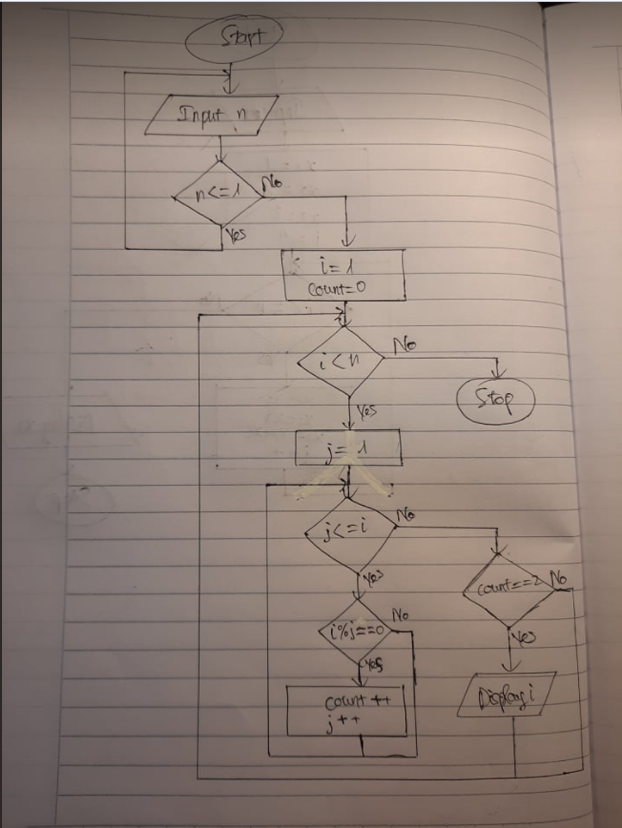 Start
Input n
n<=1
No
Yes
i=1
count=0
i<n
No
Yes
Stop
j=1
j<=i
No
Yes
count==2
No
Yes
i%j==0
No
Yes
count++
j++
Display i